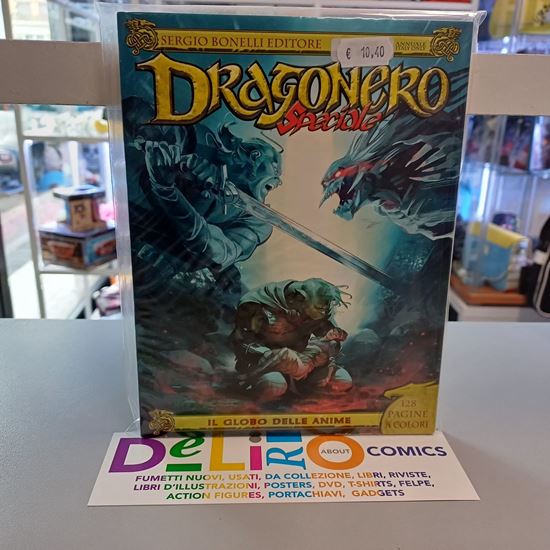 SERGIO BONELLI EDITORE
€ 10,40
ANNUALE
DRAGONERO
Speciale
IL GLOBO DELLE ANIME
128
PAGINE
A COLORI
DeLiRIO ABOUT COMICS
FUMETTI NUOVI, USATI, DA COLLEZIONE, LIBRI, RIVISTE,
LIBRI D'ILLUSTRAZIONI, POSTERS, DVD, T-SHIRTS, FELPE,
ACTION FIGURES, PORTACHIAVI, GADGETS